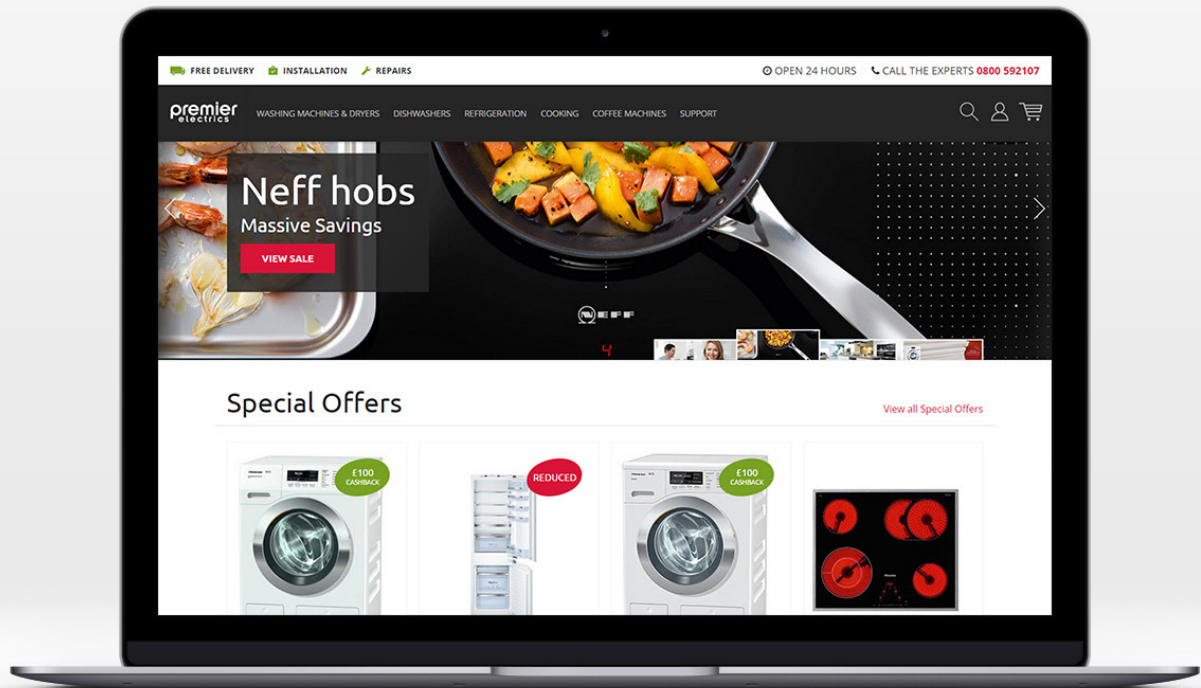 FREE DELIVERY INSTALLATION REPAIRS
OPEN 24 HOURS CALL THE EXPERTS 0800 592107
premier
electrics
WASHING MACHINES & DRYERS DISHWASHERS REFRIGERATION COOKING COFFEE MACHINES SUPPORT
Neff hobs
Massive Savings
VIEW SALE
NEFF
4
Special Offers
View all Special Offers
£100
CASHBACK
REDUCED
£100
CASHBACK
Miele